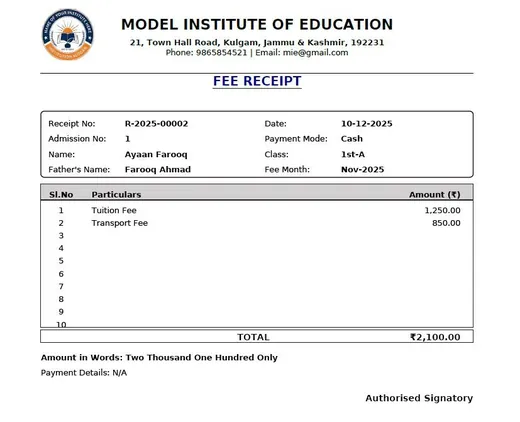 MODEL INSTITUTE OF EDUCATION
21, Town Hall Road, Kulgam, Jammu & Kashmir, 192231
Phone: 9865854521 | Email: mie@gmail.com
FEE RECEIPT
Receipt No: R-2025-00002 Date: 10-12-2025
Admission No: 1 Payment Mode: Cash
Name: Ayaan Farooq Class: 1st-A
Father's Name: Farooq Ahmad Fee Month: Nov-2025
Sl.No Particulars Amount (₹)
1 Tuition Fee 1,250.00
2 Transport Fee 850.00
3
4
5
6
7
8
9
10
TOTAL ₹2,100.00
Amount in Words: Two Thousand One Hundred Only
Payment Details: N/A
Authorised Signatory